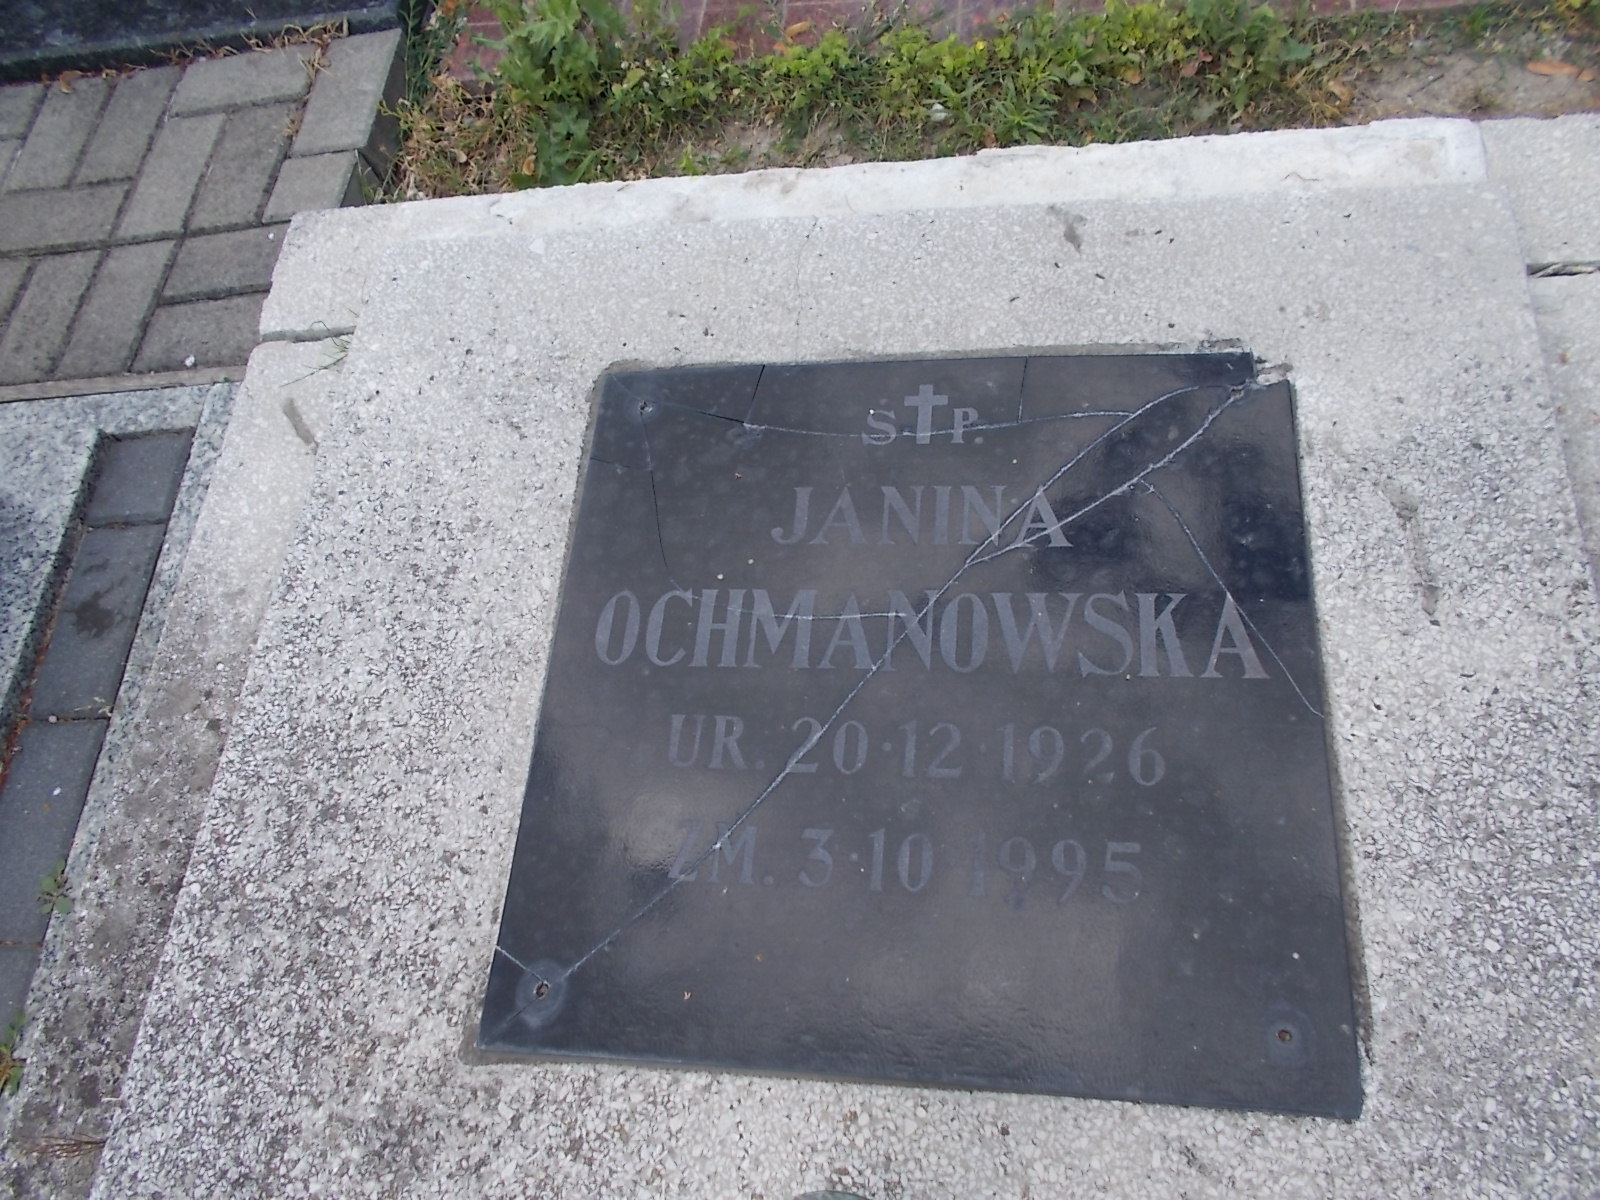 S✝P.
JANINA
OCHMANOWSKA
UR. 20·12·1926
ZM. 3·10 1995